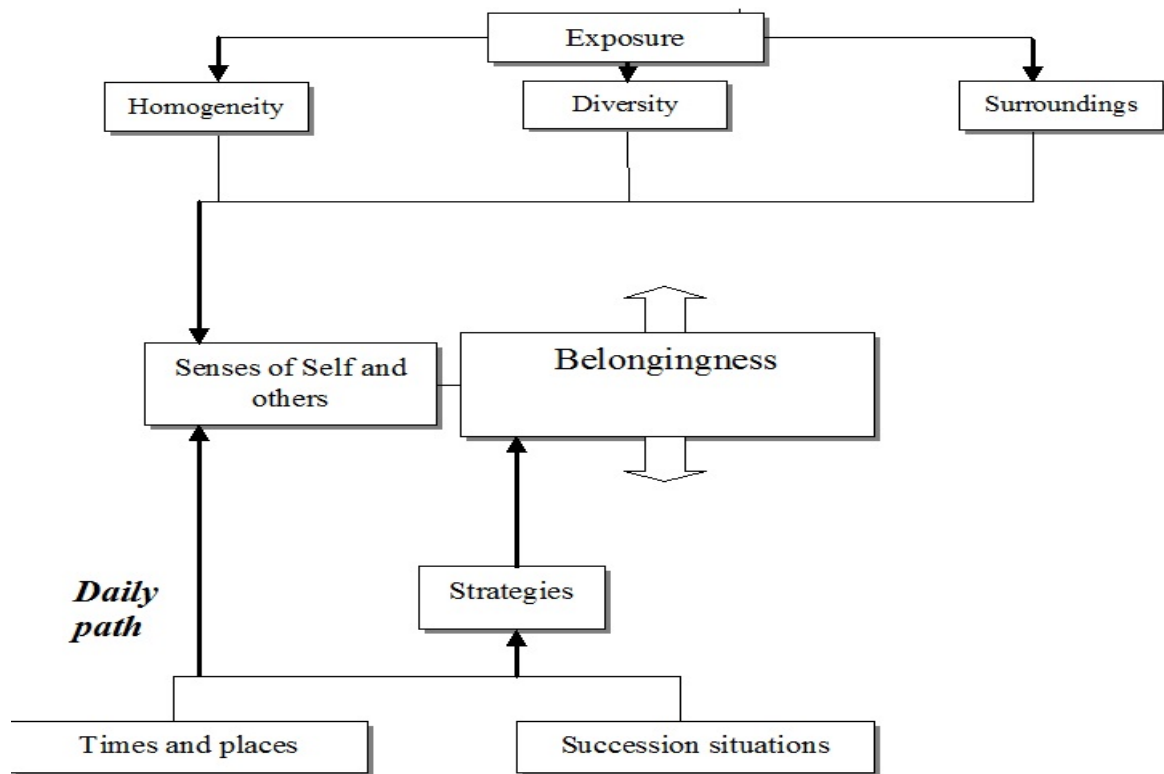 Exposure
Homogeneity
Diversity
Surroundings
Senses of Self and
others
Belongingness
Daily
path
Strategies
Times and places
Succession situations